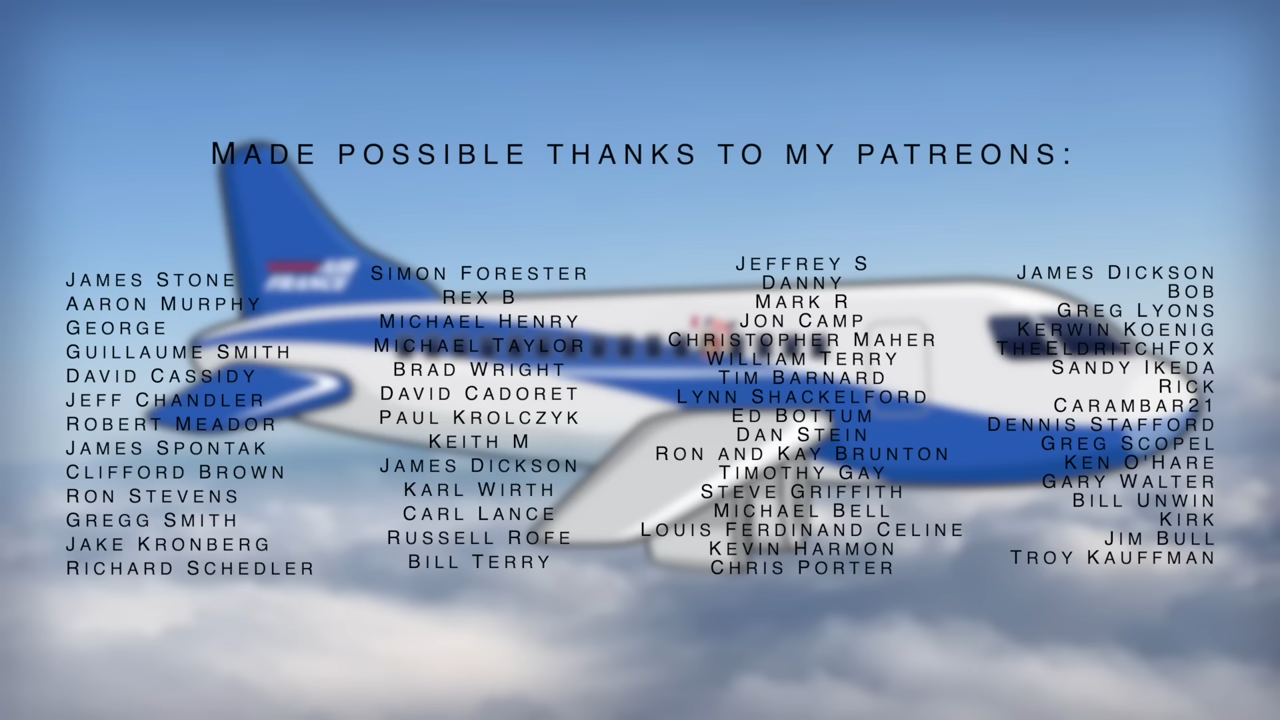 MADE POSSIBLE THANKS TO MY PATREONS:
JAMES STONE
AARON MURPHY
GEORGE
GUILLAUME SMITH
DAVID CASSIDY
JEFF CHANDLER
ROBERT MEADOR
JAMES SPONTAK
CLIFFORD BROWN
RON STEVENS
GREGG SMITH
JAKE KRONBERG
RICHARD SCHEDLER
SIMON FORESTER
REX B
MICHAEL HENRY
MICHAEL TAYLOR
BRAD WRIGHT
DAVID CADORET
PAUL KROLCZYK
KEITH M
JAMES DICKSON
KARL WIRTH
CARL LANCE
RUSSELL ROFE
BILL TERRY
JEFFREY S
DANNY
MARK R
JON CAMP
CHRISTOPHER MAHER
WILLIAM TERRY
TIM BARNARD
LYNN SHACKELFORD
ED BOTTUM
DAN STEIN
RON AND KAY BRUNTON
TIMOTHY GAY
STEVE GRIFFITH
MICHAEL BELL
LOUIS FERDINAND CELINE
KEVIN HARMON
CHRIS PORTER
JAMES DICKSON
BOB
GREG LYONS
KERWIN KOENIG
THEELDRITCHFOX
SANDY IKEDA
RICK
CARAMBAR21
DENNIS STAFFORD
GREG SCOPEL
KEN O'HARE
GARY WALTER
BILL UNWIN
KIRK
JIM BULL
TROY KAUFFMAN
AIR
FRANCE